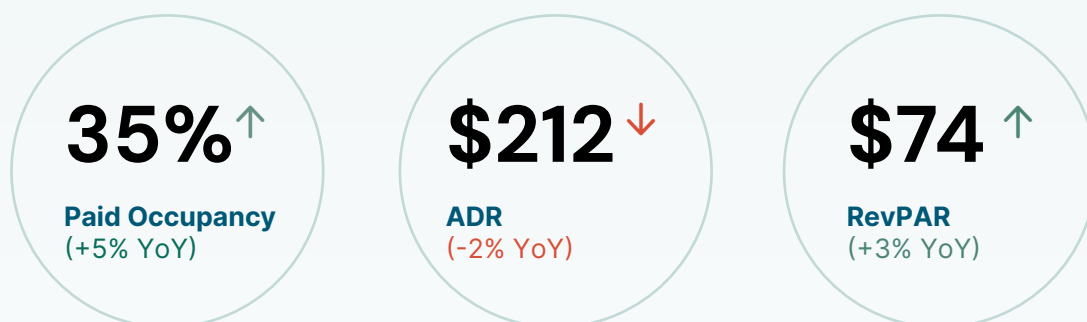 35%↑
Paid Occupancy
(+5% YoY)
$212↓
ADR
(-2% YoY)
$74↑
RevPAR
(+3% YoY)